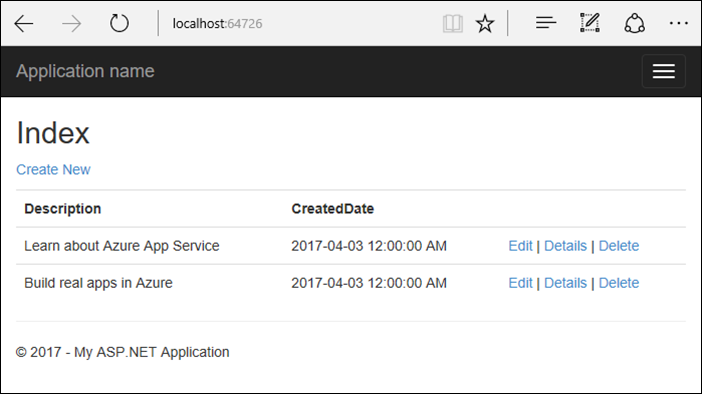 localhost:64726
Application name
Index
Create New
Description CreatedDate
Learn about Azure App Service 2017-04-03 12:00:00 AM Edit | Details | Delete
Build real apps in Azure 2017-04-03 12:00:00 AM Edit | Details | Delete
© 2017 - My ASP.NET Application